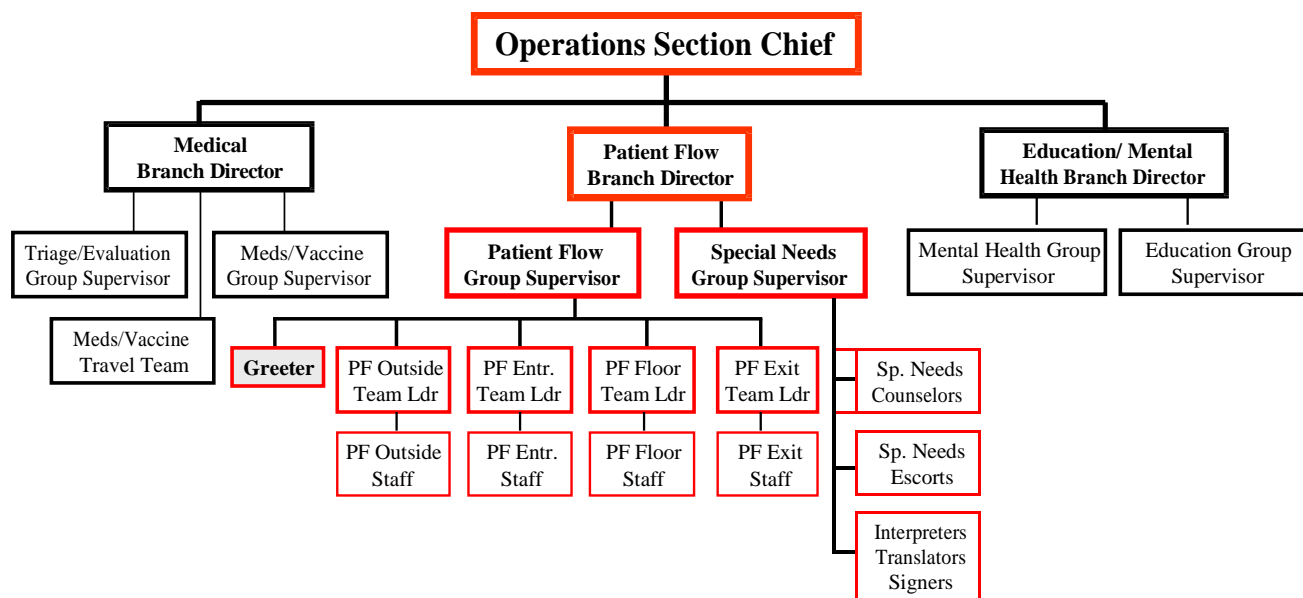 Operations Section Chief
Medical
Branch Director
Patient Flow
Branch Director
Education/ Mental
Health Branch Director
Triage/Evaluation
Group Supervisor
Meds/Vaccine
Group Supervisor
Meds/Vaccine
Travel Team
Patient Flow
Group Supervisor
Special Needs
Group Supervisor
Mental Health Group
Supervisor
Education Group
Supervisor
Greeter
PF Outside
Team Ldr
PF Entr.
Team Ldr
PF Floor
Team Ldr
PF Exit
Team Ldr
PF Outside
Staff
PF Entr.
Staff
PF Floor
Staff
PF Exit
Staff
Sp. Needs
Counselors
Sp. Needs
Escorts
Interpreters
Translators
Signers